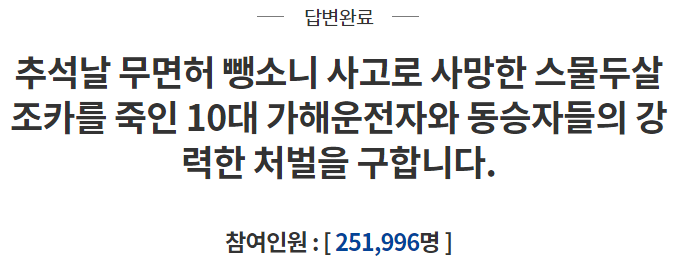 답변완료
추석날 무면허 뺑소니 사고로 사망한 스물두살
조카를 죽인 10대 가해운전자와 동승자들의 강
력한 처벌을 구합니다.
참여인원 : [ 251,996명 ]